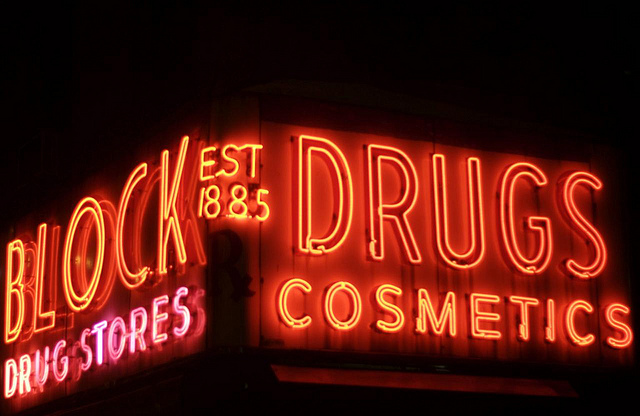 BLOCK
DRUG STORES
EST
1885
DRUGS
COSMETICS